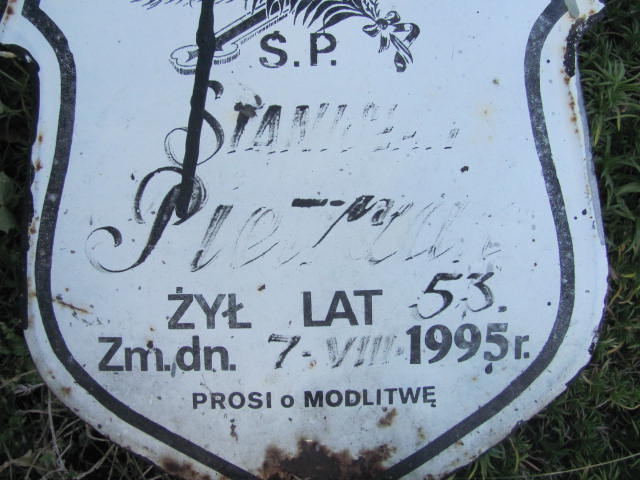 Ś.P.
ŻYŁ LAT 53.
Zm.dn. 7-VIII-1995r.
PROSI o MODLITWĘ